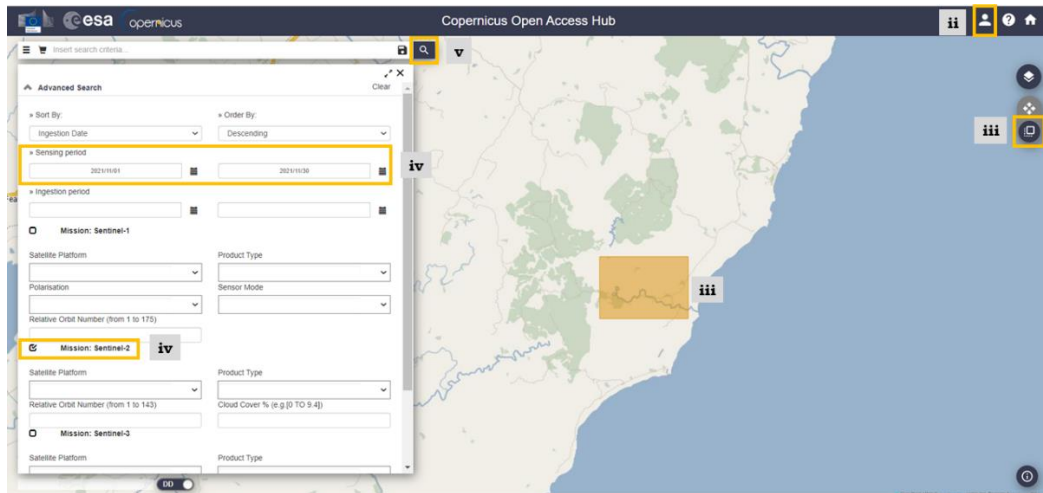 esa opernicus
Copernicus Open Access Hub
ii
Insert search criteria...
v
Advanced Search
Clear
» Sort By:
» Order By:
Ingestion Date
Descending
iii
» Sensing period
2021/11/01
2021/11/30
iv
» Ingestion period
Mission: Sentinel-1
Satellite Platform
Product Type
Polarisation
Sensor Mode
iii
Relative Orbit Number (from 1 to 175)
Mission: Sentinel-2
iv
Satellite Platform
Product Type
Relative Orbit Number (from 1 to 143)
Cloud Cover % (e.g.[0 TO 9.4])
Mission: Sentinel-3
Satellite Platform
Product Type
DD